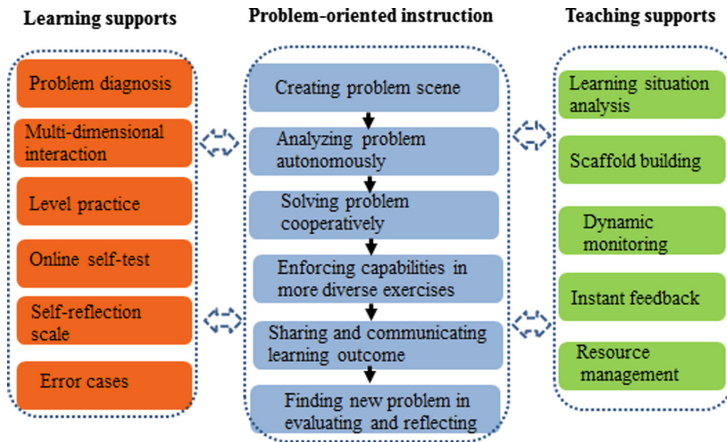 Learning supports
Problem diagnosis
Multi-dimensional
interaction
Level practice
Online self-test
Self-reflection
scale
Error cases
Problem-oriented instruction
Creating problem scene
Analyzing problem
autonomously
Solving problem
cooperatively
Enforcing capabilities in
more diverse exercises
Sharing and communicating
learning outcome
Finding new problem in
evaluating and reflecting
Teaching supports
Learning situation
analysis
Scaffold building
Dynamic
monitoring
Instant feedback
Resource
management